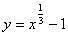 y = x^{1/3} − 1